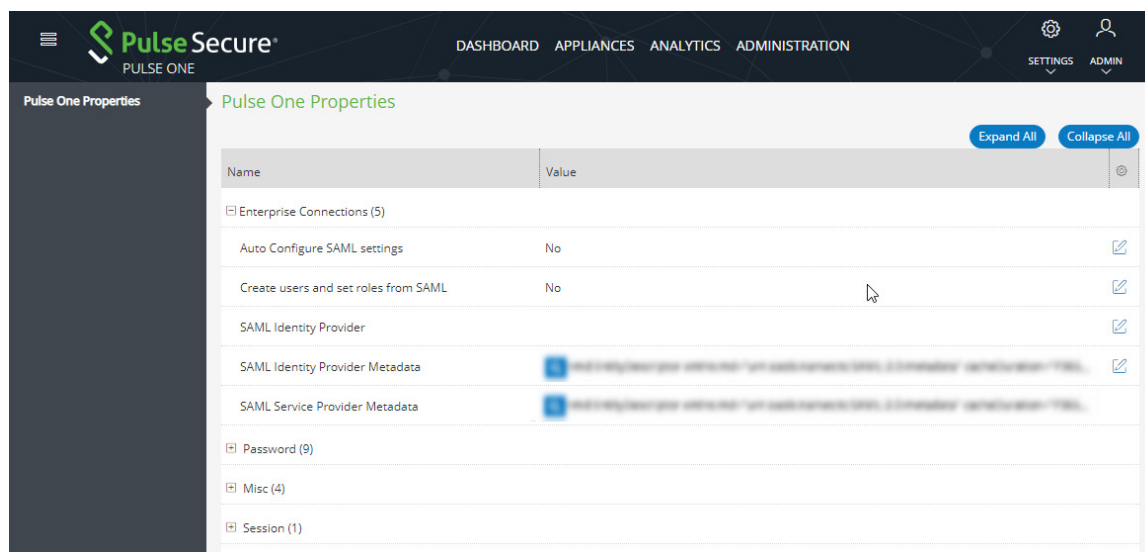 Pulse Secure®
PULSE ONE
DASHBOARD APPLIANCES ANALYTICS ADMINISTRATION
SETTINGS ADMIN
Pulse One Properties
Pulse One Properties
Expand All Collapse All
Name Value
Enterprise Connections (5)
Auto Configure SAML settings No
Create users and set roles from SAML No
SAML Identity Provider
SAML Identity Provider Metadata
SAML Service Provider Metadata
Password (9)
Misc (4)
Session (1)